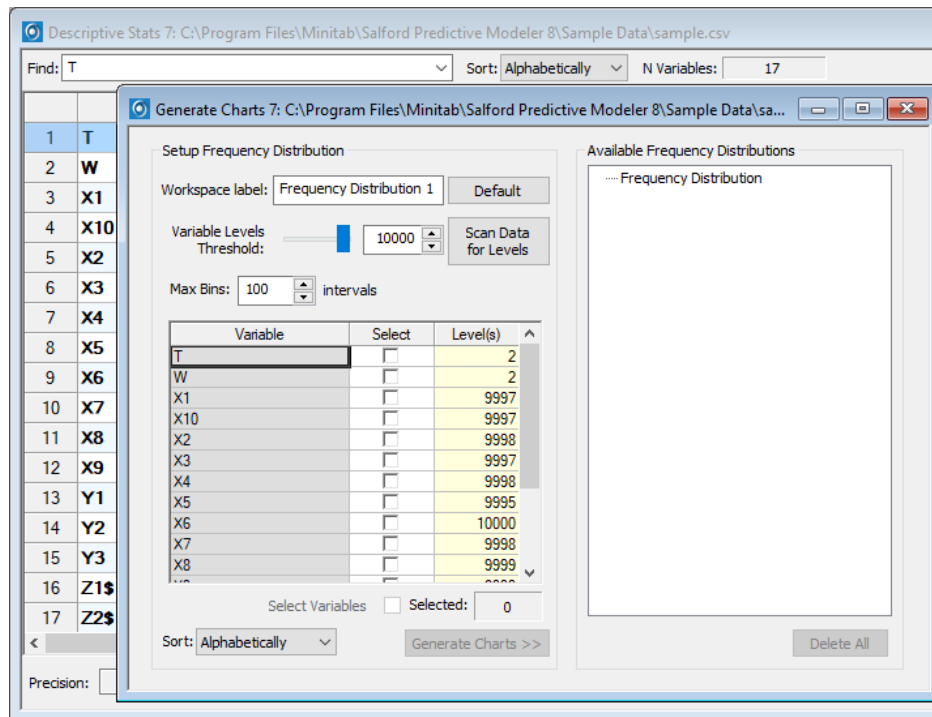 Descriptive Stats 7: C:\Program Files\Minitab\Salford Predictive Modeler 8\Sample Data\sample.csv
Find: T Sort: Alphabetically N Variables: 17
Generate Charts 7: C:\Program Files\Minitab\Salford Predictive Modeler 8\Sample Data\sa...
1 T
2 W
3 X1
4 X10
5 X2
6 X3
7 X4
8 X5
9 X6
10 X7
11 X8
12 X9
13 Y1
14 Y2
15 Y3
16 Z1$
17 Z2$
Precision:
Setup Frequency Distribution
Workspace label: Frequency Distribution 1 Default
Variable Levels
Threshold:
10000
Scan Data
for Levels
Max Bins: 100 intervals
Variable Select Level(s)
T 2
W 2
X1 9997
X10 9997
X2 9998
X3 9997
X4 9998
X5 9995
X6 10000
X7 9998
X8 9999
Select Variables Selected: 0
Sort: Alphabetically Generate Charts >>
Available Frequency Distributions
Frequency Distribution
Delete All